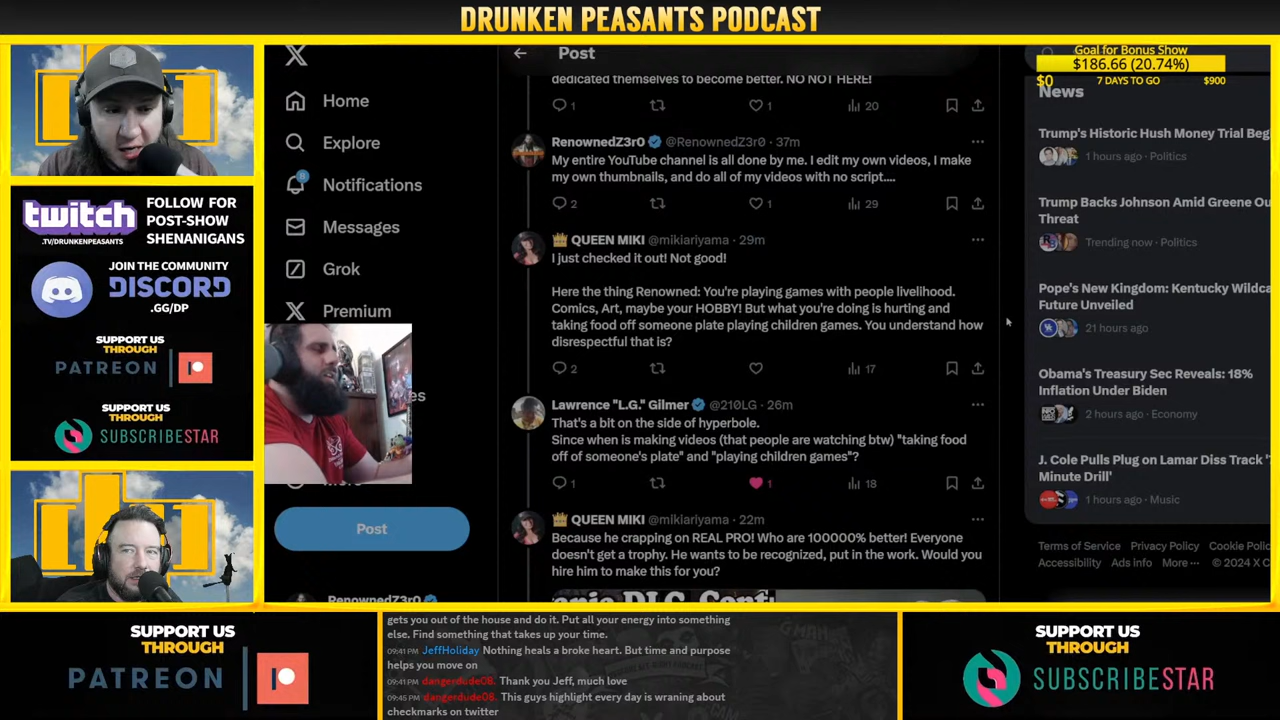 DRUNKEN PEASANTS PODCAST
twitch
.TV/DRUNKENPEASANTS
FOLLOW FOR
POST-SHOW
SHENANIGANS
JOIN THE COMMUNITY
DISCORD
.GG/DP
SUPPORT US
THROUGH
PATREON
SUPPORT US
THROUGH
SUBSCRIBESTAR
Home
Explore
8
Notifications
Messages
Grok
Premium
Post
RenownedZ3r0
Post
dedicated themselves to become better. NO NOT HERE!
1
1
20
RenownedZ3r0 @RenownedZ3r0 · 37m
My entire YouTube channel is all done by me. I edit my own videos, I make
my own thumbnails, and do all of my videos with no script....
2
1
29
QUEEN MIKI @mikiariyama · 29m
I just checked it out! Not good!
Here the thing Renowned: You're playing games with people livelihood.
Comics, Art, maybe your HOBBY! But what you're doing is hurting and
taking food off someone plate playing children games. You understand how
disrespectful that is?
2
17
Lawrence "L.G." Gilmer @210LG · 26m
That's a bit on the side of hyperbole.
Since when is making videos (that people are watching btw) "taking food
off of someone's plate" and "playing children games"?
1
1
18
QUEEN MIKI @mikiariyama · 22m
Because he crapping on REAL PRO! Who are 100000% better! Everyone
doesn't get a trophy. He wants to be recognized, put in the work. Would you
hire him to make this for you?
Goal for Bonus Show
$186.66 (20.74%)
$0
7 DAYS TO GO
$900
News
Trump's Historic Hush Money Trial Beg
1 hours ago · Politics
Trump Backs Johnson Amid Greene Ou
Threat
Trending now · Politics
Pope's New Kingdom: Kentucky Wildca
Future Unveiled
21 hours ago
Obama's Treasury Sec Reveals: 18%
Inflation Under Biden
2 hours ago · Economy
J. Cole Pulls Plug on Lamar Diss Track '7
Minute Drill'
1 hours ago · Music
Terms of Service Privacy Policy Cookie Polic
Accessibility Ads info More ··· © 2024 X C
SUPPORT US
THROUGH
PATREON
gets you out of the house and do it. Put all your energy into something
else. Find something that takes up your time.
09:41 PM JeffHoliday Nothing heals a broke heart. But time and purpose
helps you move on
09:41 PM dangerdude08. Thank you Jeff, much love
09:45 PM dangerdude08. This guys highlight every day is wraning about
checkmarks on twitter
SUPPORT US
THROUGH
SUBSCRIBESTAR